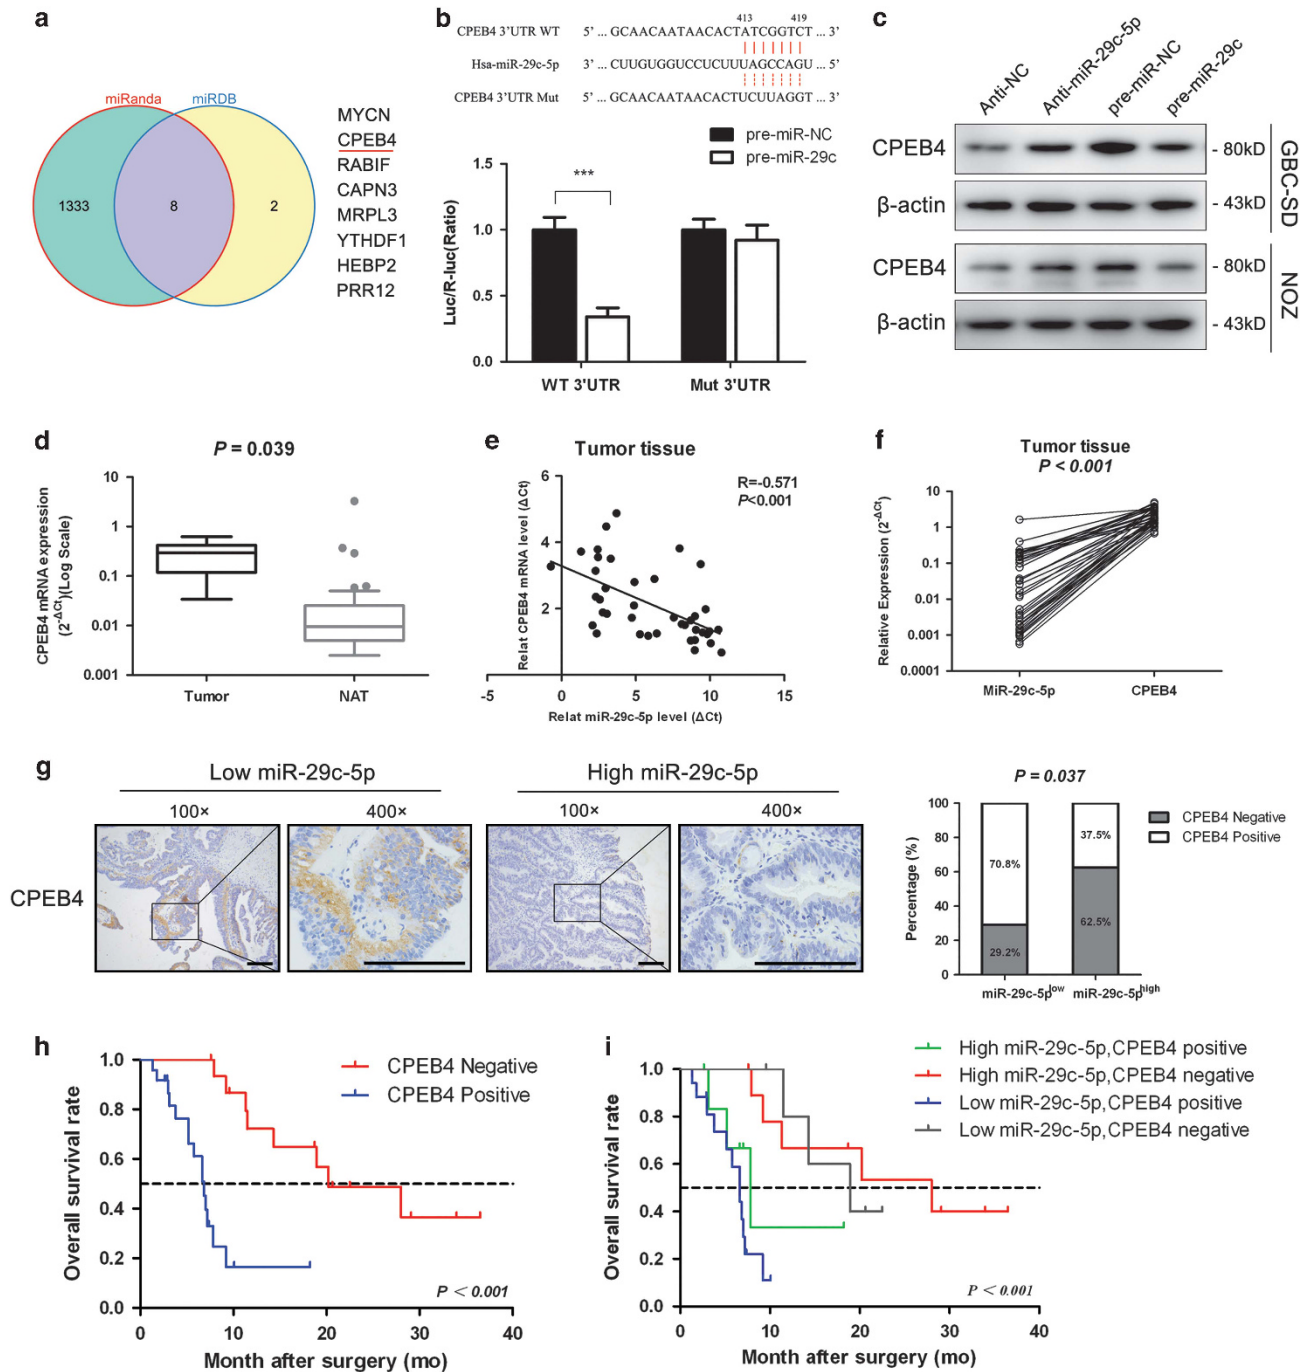 a
miRanda
miRDB
1333
8
2
MYCN
CPEB4
RABIF
CAPN3
MRPL3
YTHDF1
HEBP2
PRR12
b
413 419
CPEB4 3'UTR WT 5' ... GCAACAATAACACTATCGGTCT ... 3'
Hsa-miR-29c-5p 3' ... CUUGUGGUCCUCUUUAGCCAGU ... 5'
CPEB4 3'UTR Mut 5' ... GCAACAATAACACTUCUUAGGT ... 3'
pre-miR-NC
pre-miR-29c
Luc/R-luc(Ratio)
1.5
1.0
0.5
0.0
***
WT 3'UTR
Mut 3'UTR
c
Anti-NC
Anti-miR-29c-5p
pre-miR-NC
pre-miR-29c
CPEB4 - 80kD
β-actin - 43kD
GBC-SD
CPEB4 - 80kD
β-actin - 43kD
NOZ
d
P = 0.039
CPEB4 mRNA expression
(2-ΔCt)(Log Scale)
10
1
0.1
0.01
0.001
Tumor
NAT
e
Tumor tissue
R=-0.571
P<0.001
Relat CPEB4 mRNA level (ΔCt)
6
4
2
-5 0 5 10 15
Relat miR-29c-5p level (ΔCt)
f
Tumor tissue
P < 0.001
Relative Expression (2-ΔCt)
10
1
0.1
0.01
0.001
0.0001
MiR-29c-5p
CPEB4
g
Low miR-29c-5p
High miR-29c-5p
100× 400× 100× 400×
CPEB4
P = 0.037
Percentage (%)
100
80
60
40
20
0
70.8%
29.2%
37.5%
62.5%
CPEB4 Negative
CPEB4 Positive
miR-29c-5plow
miR-29c-5phigh
h
Overall survival rate
1.0
0.8
0.6
0.4
0.2
0.0
CPEB4 Negative
CPEB4 Positive
P < 0.001
0 10 20 30 40
Month after surgery (mo)
i
High miR-29c-5p,CPEB4 positive
High miR-29c-5p,CPEB4 negative
Low miR-29c-5p,CPEB4 positive
Low miR-29c-5p,CPEB4 negative
Overall survival rate
1.0
0.8
0.6
0.4
0.2
0.0
P < 0.001
0 10 20 30 40
Month after surgery (mo)